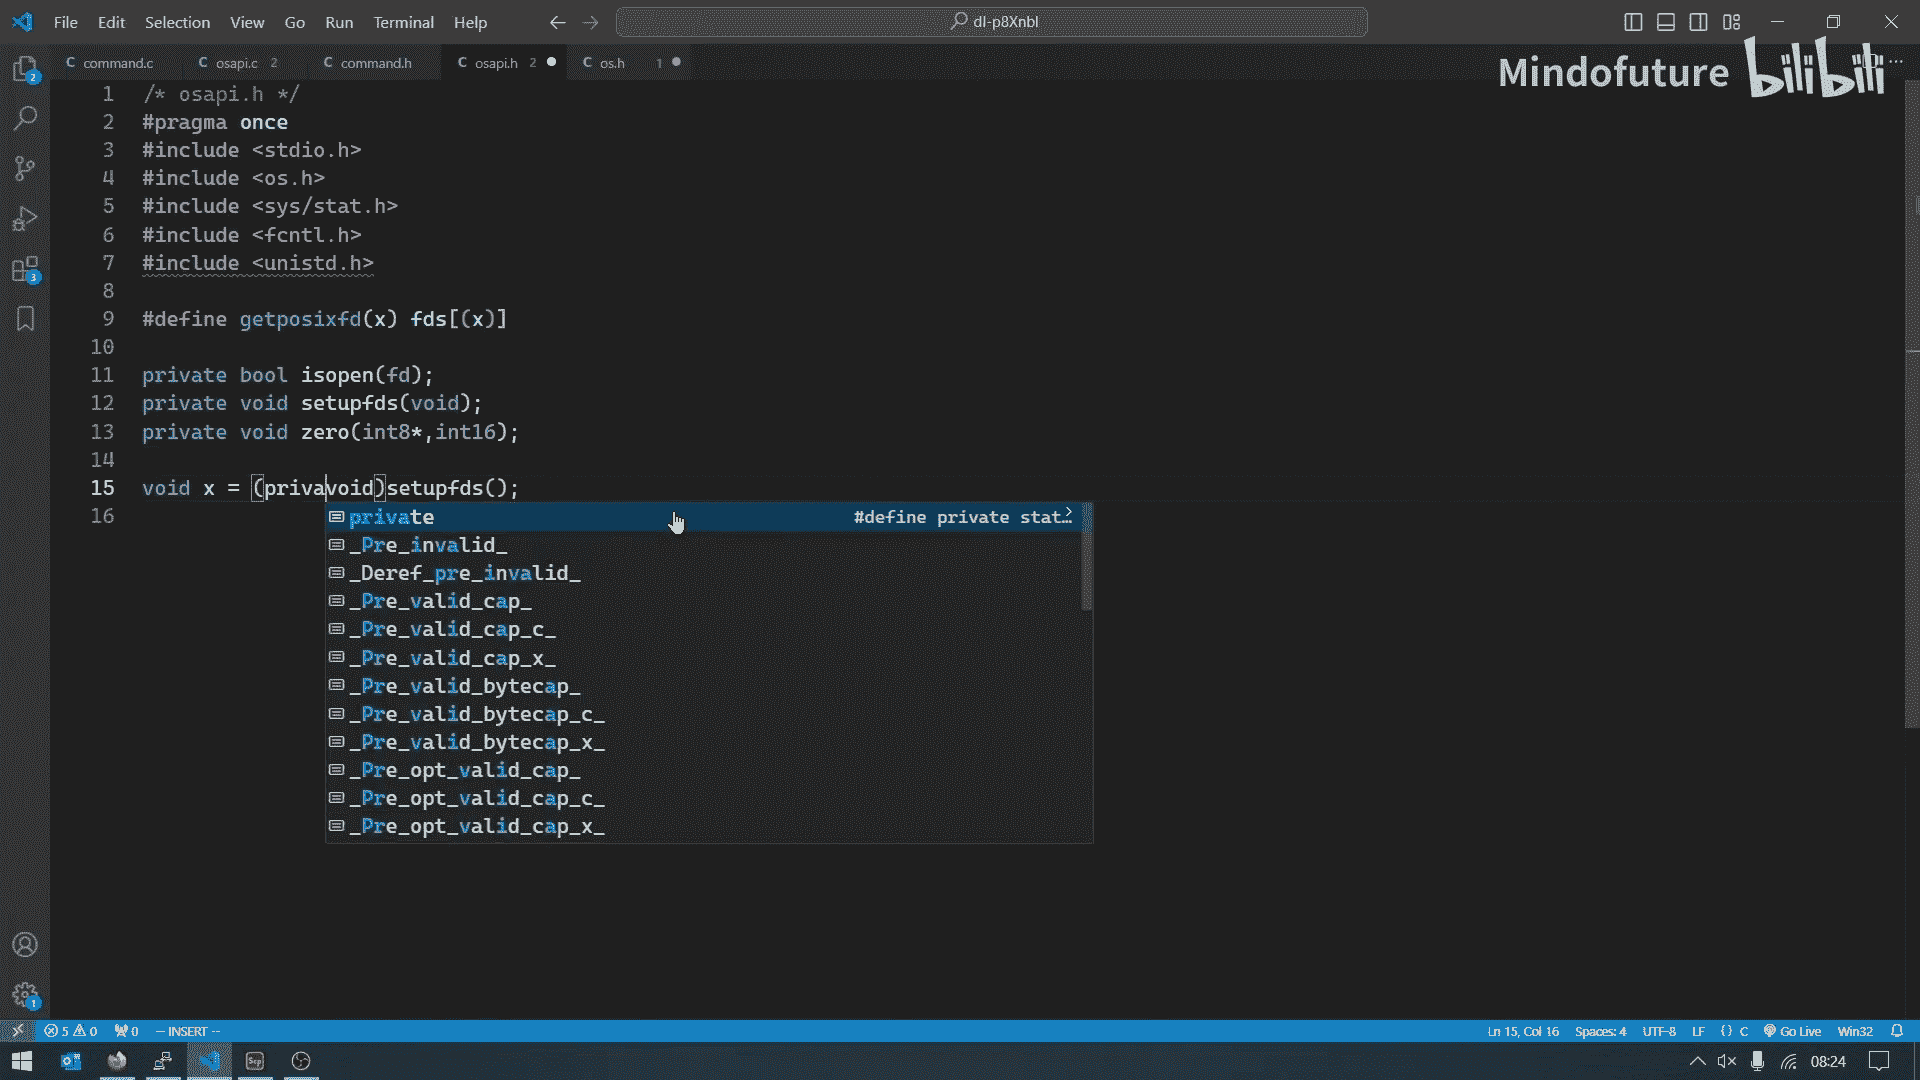 File Edit Selection View Go Run Terminal Help
dl-p8Xnbl
C command.c
C osapi.c 2
C command.h
C osapi.h 2
C os.h 1
Mindofuture bilibili
1 /* osapi.h */
2 #pragma once
3 #include <stdio.h>
4 #include <os.h>
5 #include <sys/stat.h>
6 #include <fcntl.h>
7 #include <unistd.h>
8
9 #define getposixfd(x) fds[(x)]
10
11 private bool isopen(fd);
12 private void setupfds(void);
13 private void zero(int8*,int16);
14
15 void x = (privavoid)setupfds();
16
private #define private stat…
_Pre_invalid_
_Deref_pre_invalid_
_Pre_valid_cap_
_Pre_valid_cap_c_
_Pre_valid_cap_x_
_Pre_valid_bytecap_
_Pre_valid_bytecap_c_
_Pre_valid_bytecap_x_
_Pre_opt_valid_cap_
_Pre_opt_valid_cap_c_
_Pre_opt_valid_cap_x_
2
3
1
5 0 0 -- INSERT --
Ln 15, Col 16 Spaces: 4 UTF-8 LF {} C Go Live Win32
08:24